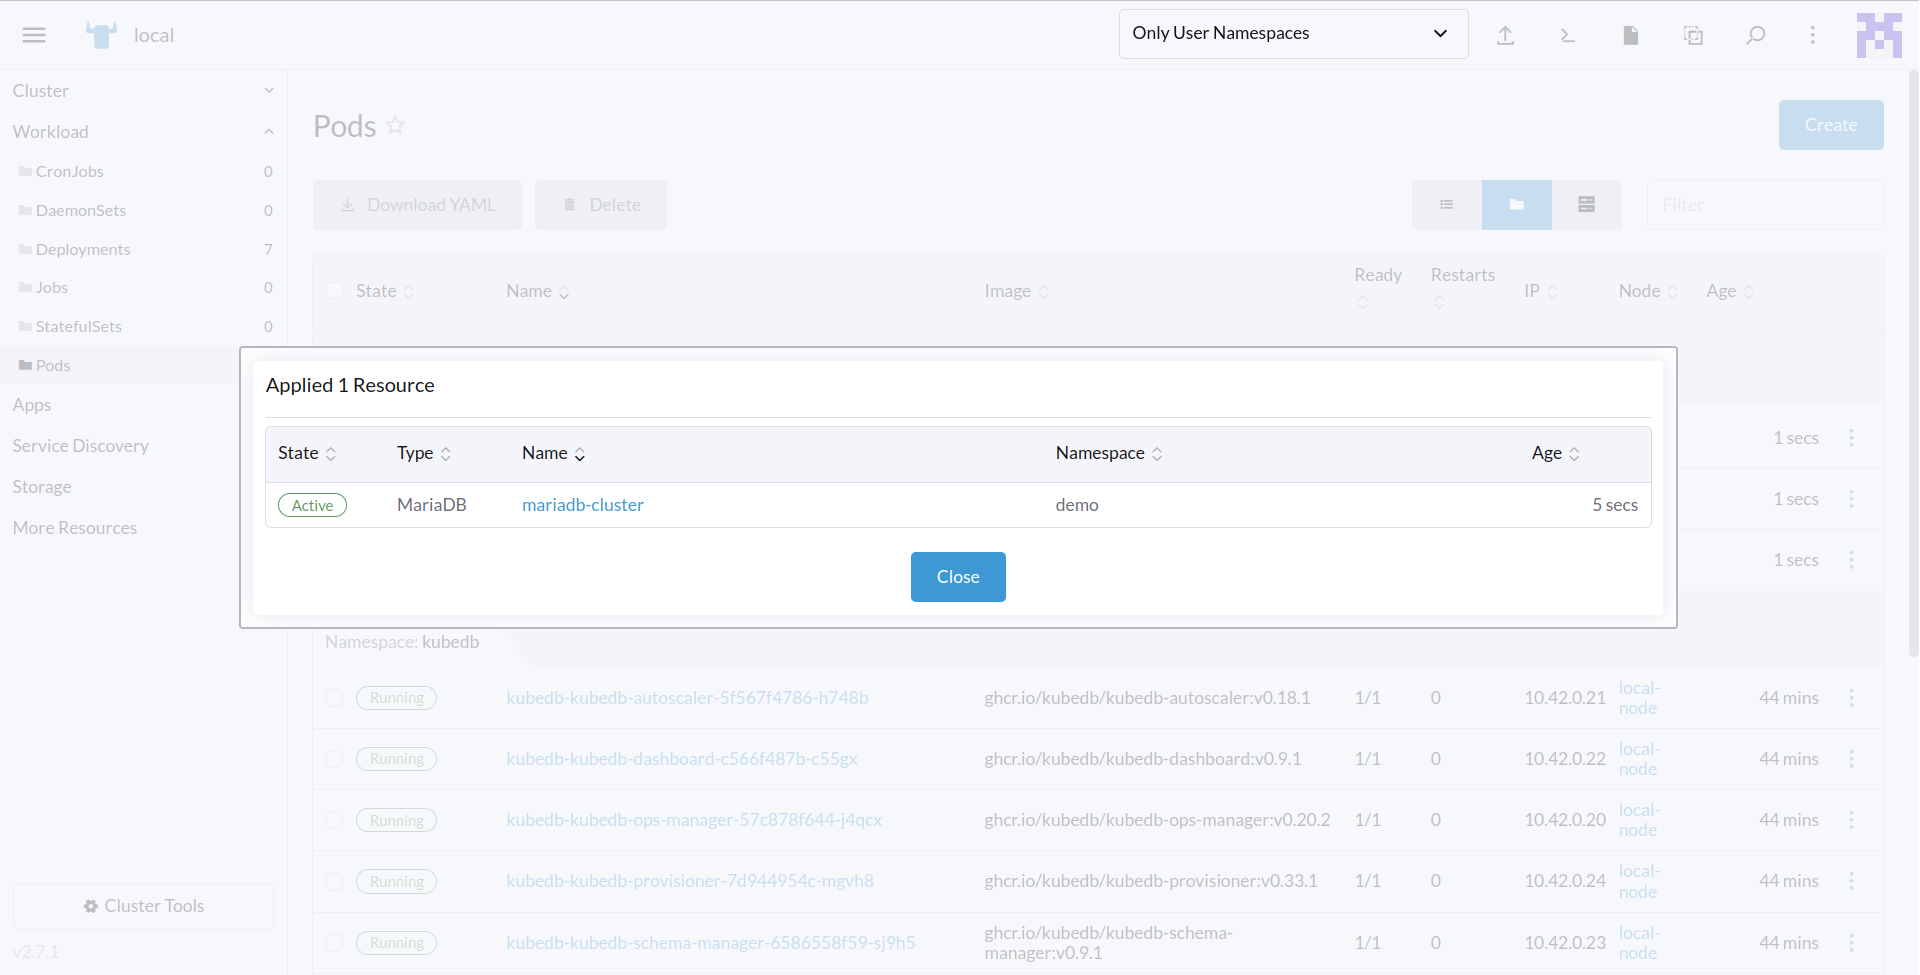 local
Only User Namespaces
Cluster
Workload
CronJobs 0
DaemonSets 0
Deployments 7
Jobs 0
StatefulSets 0
Pods
Apps
Service Discovery
Storage
More Resources
Cluster Tools
v2.7.1
Pods
Create
Download YAML
Delete
Filter
State Name Image Ready Restarts IP Node Age
1 secs
1 secs
1 secs
Applied 1 Resource
State Type Name Namespace Age
Active MariaDB mariadb-cluster demo 5 secs
Close
Namespace: kubedb
Running kubedb-kubedb-autoscaler-5f567f4786-h748b ghcr.io/kubedb/kubedb-autoscaler:v0.18.1 1/1 0 10.42.0.21 local-
node 44 mins
Running kubedb-kubedb-dashboard-c566f487b-c55gx ghcr.io/kubedb/kubedb-dashboard:v0.9.1 1/1 0 10.42.0.22 local-
node 44 mins
Running kubedb-kubedb-ops-manager-57c878f644-j4qcx ghcr.io/kubedb/kubedb-ops-manager:v0.20.2 1/1 0 10.42.0.20 local-
node 44 mins
Running kubedb-kubedb-provisioner-7d944954c-mgvh8 ghcr.io/kubedb/kubedb-provisioner:v0.33.1 1/1 0 10.42.0.24 local-
node 44 mins
Running kubedb-kubedb-schema-manager-6586558f59-sj9h5 ghcr.io/kubedb/kubedb-schema-
manager:v0.9.1 1/1 0 10.42.0.23 local-
node 44 mins